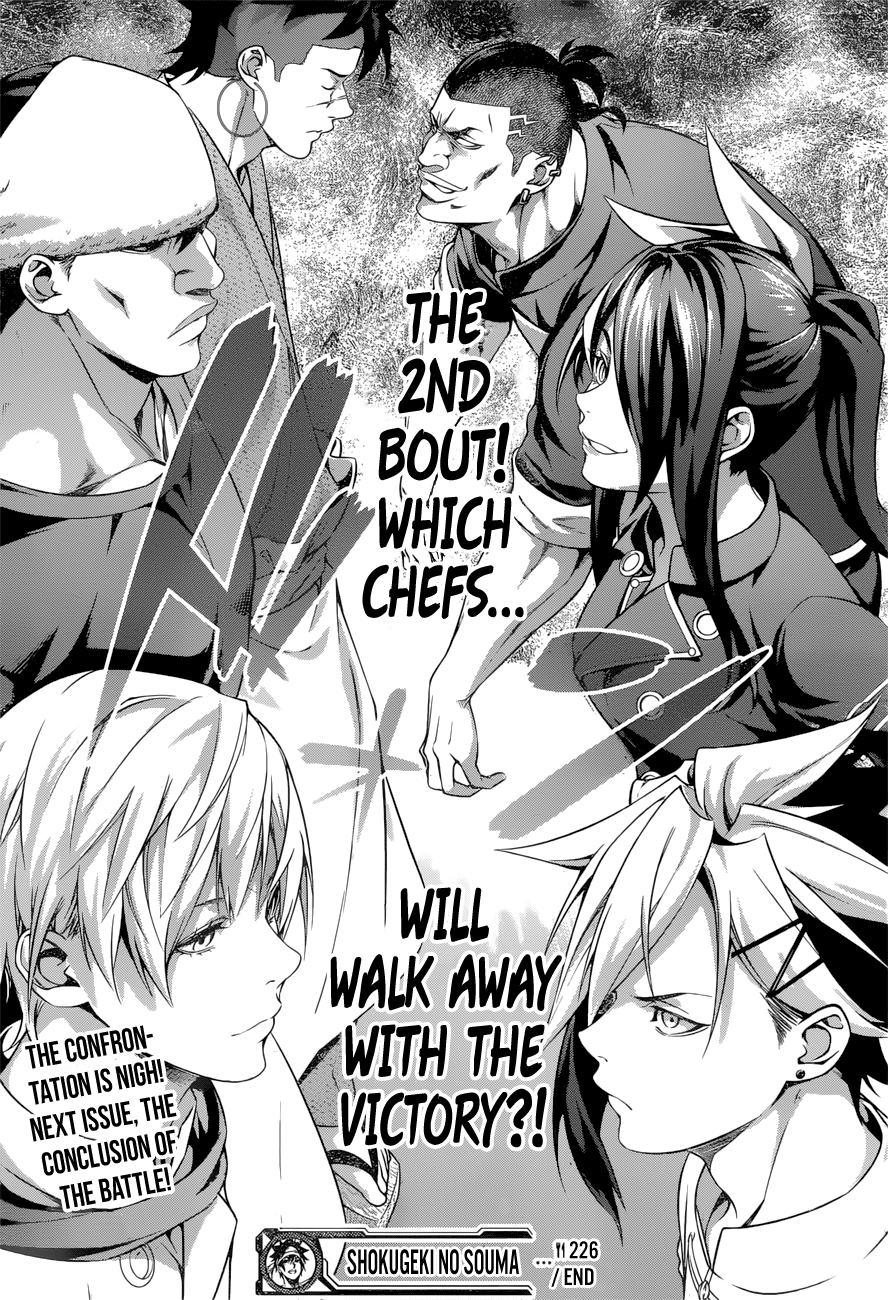 THE
2ND
BOUT!
WHICH
CHEFS...
WILL
WALK AWAY
WITH THE
VICTORY?!
THE CONFRON-
TATION IS NIGH!
NEXT ISSUE, THE
CONCLUSION OF
THE BATTLE!
SHOKUGEKI NO SOUMA ... 226
/ END